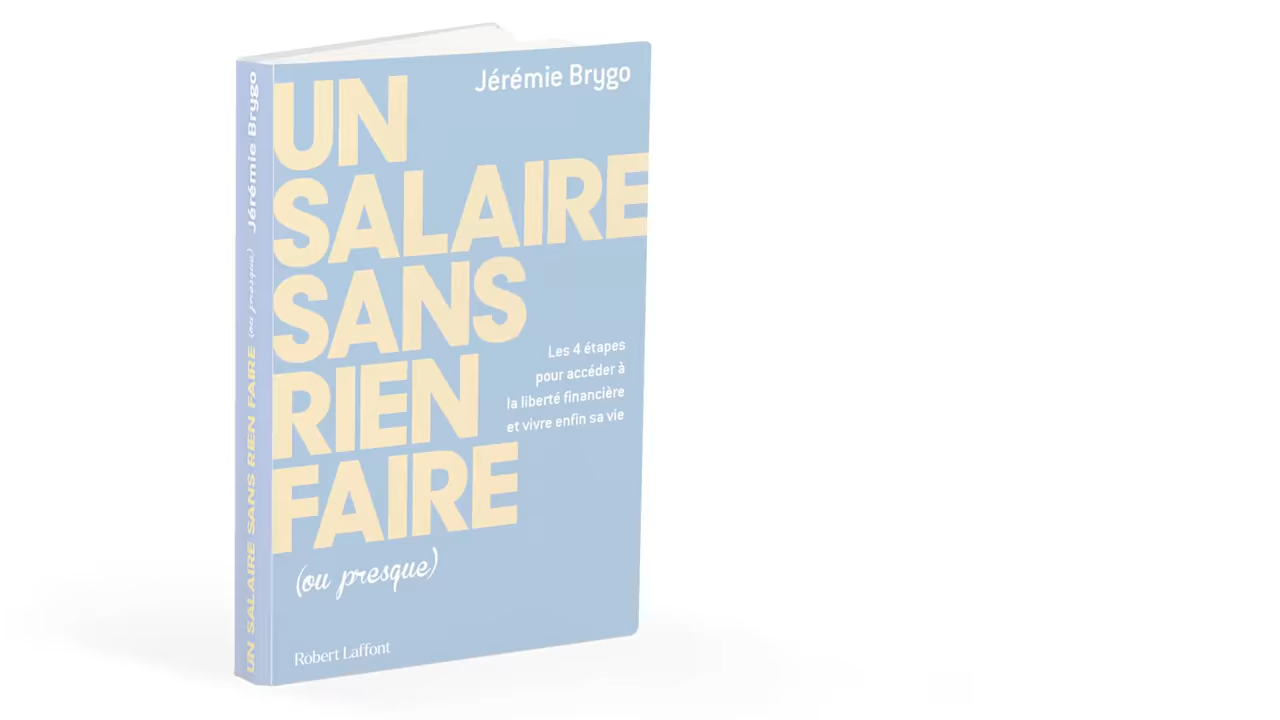 Jérémie Brygo
UN
SALAIRE
SANS
RIEN
FAIRE
(ou presque)
Les 4 étapes
pour accéder à
la liberté financière
et vivre enfin sa vie
Robert Laffont
UN SALAIRE SANS RIEN FAIRE (ou presque) Jérémie Brygo